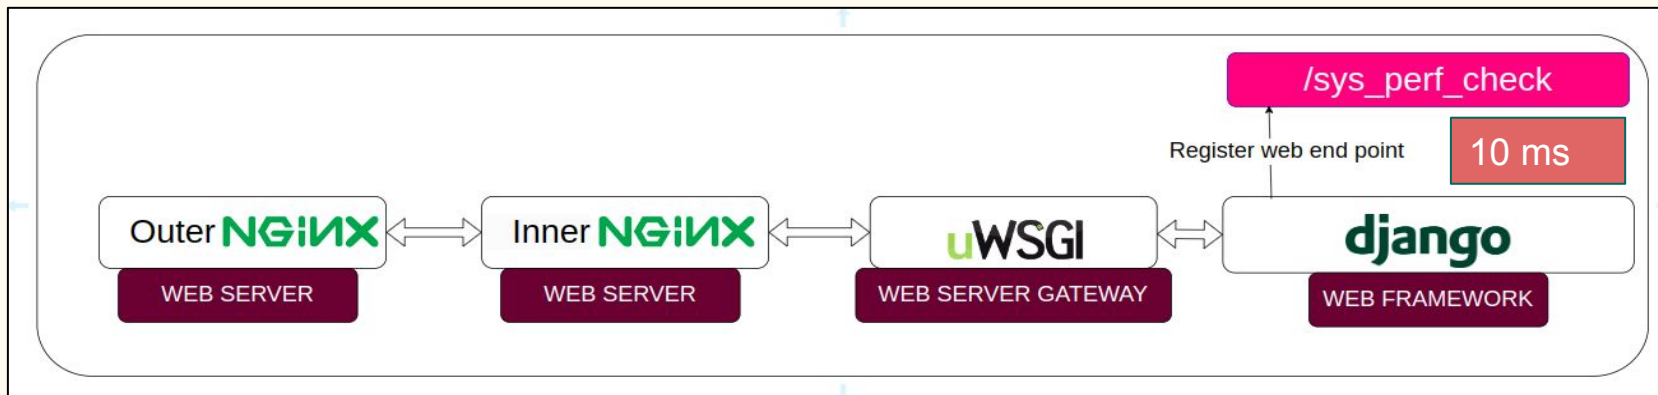 /sys_perf_check
Register web end point
10 ms
Outer NGiNX
Inner NGiNX
uWSGI
django
WEB SERVER
WEB SERVER
WEB SERVER GATEWAY
WEB FRAMEWORK